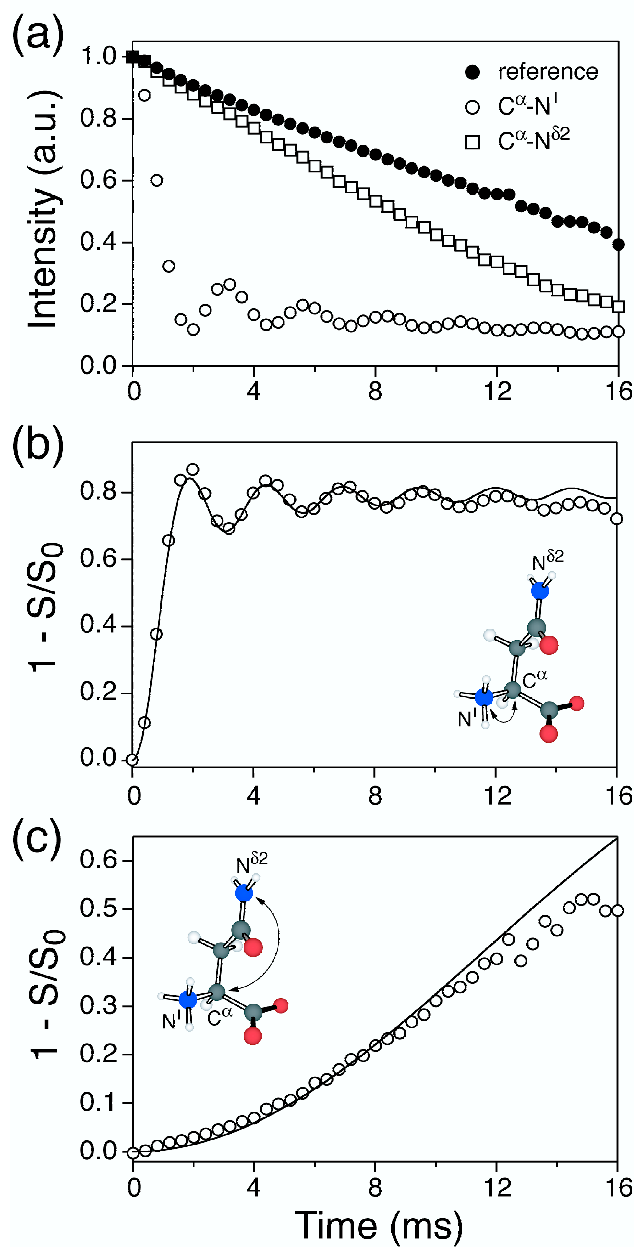 (a)
Intensity (a.u.)
1.0
0.8
0.6
0.4
0.2
0.0
reference
Cα-NI
Cα-Nδ2
0 4 8 12 16
(b)
1 - S/S0
0.8
0.6
0.4
0.2
0.0
Nδ2
Cα
NI
0 4 8 12 16
(c)
1 - S/S0
0.6
0.5
0.4
0.3
0.2
0.1
0.0
Nδ2
NI
Cα
0 4 8 12 16
Time (ms)